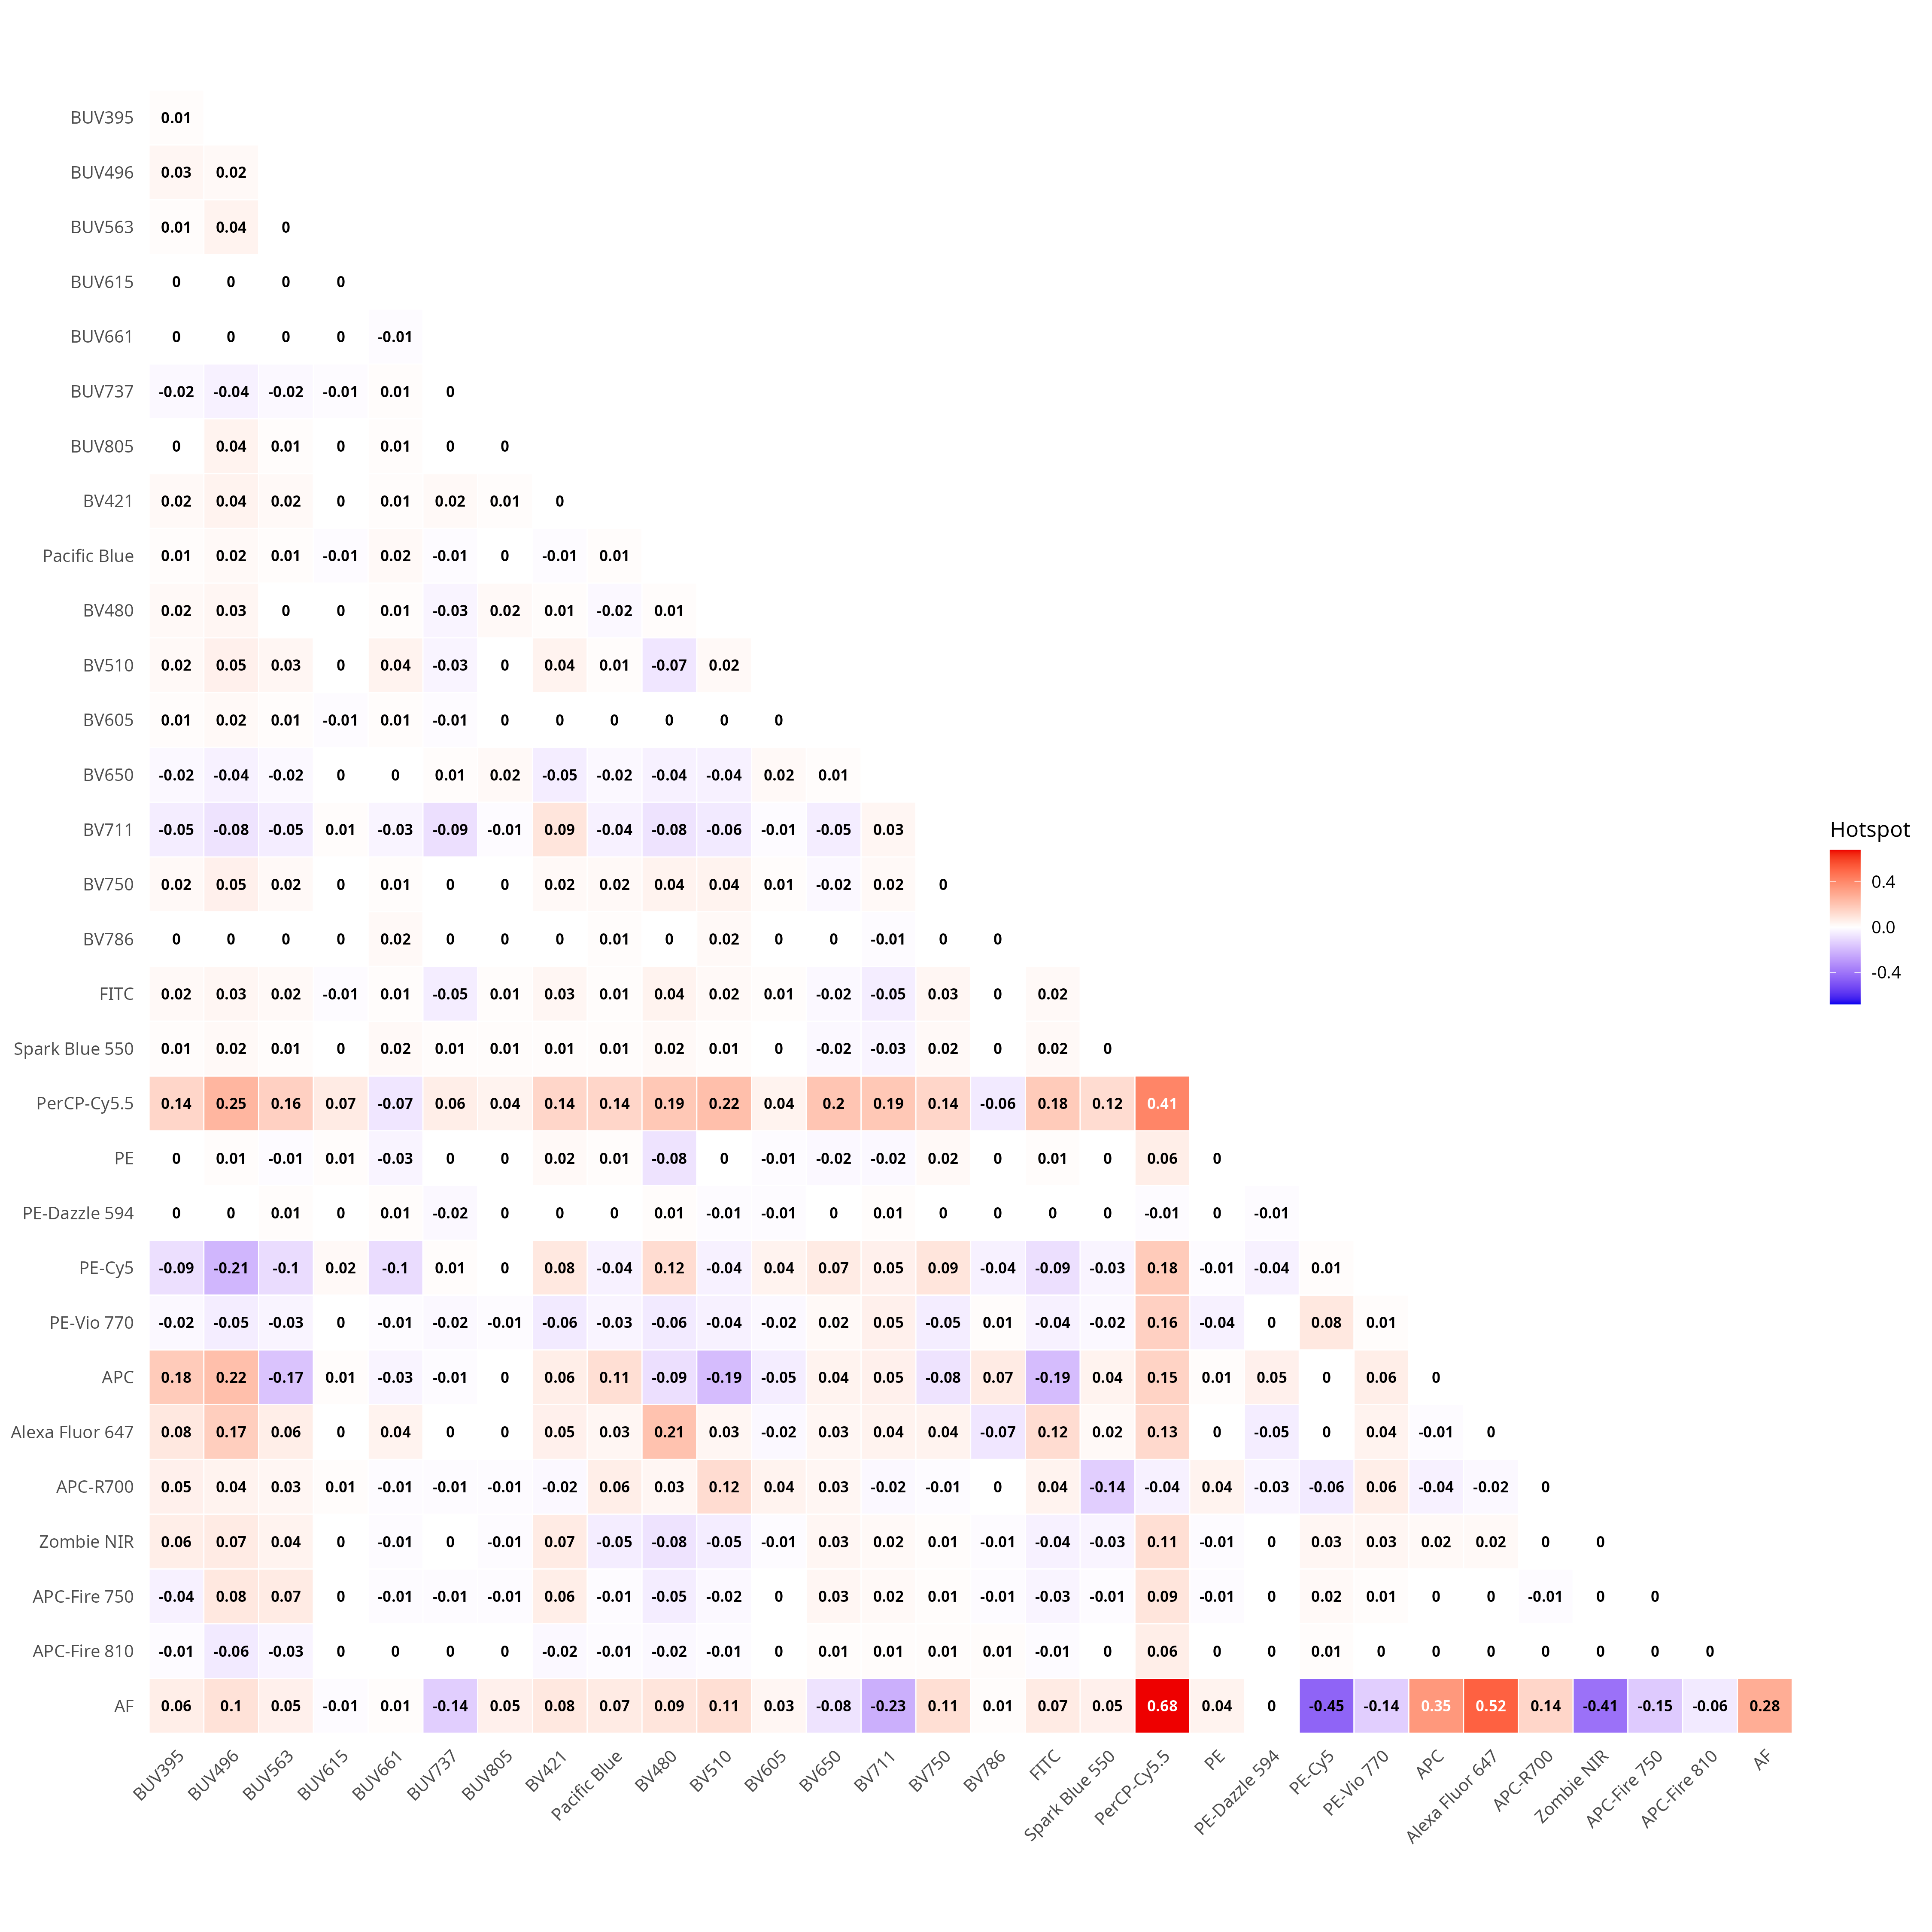 BUV395 0.01
BUV496 0.03 0.02
BUV563 0.01 0.04 0
BUV615 0 0 0 0
BUV661 0 0 0 0 -0.01
BUV737 -0.02 -0.04 -0.02 -0.01 0.01 0
BUV805 0 0.04 0.01 0 0.01 0 0
BV421 0.02 0.04 0.02 0 0.01 0.02 0.01 0
Pacific Blue 0.01 0.02 0.01 -0.01 0.02 -0.01 0 -0.01 0.01
BV480 0.02 0.03 0 0 0.01 -0.03 0.02 0.01 -0.02 0.01
BV510 0.02 0.05 0.03 0 0.04 -0.03 0 0.04 0.01 -0.07 0.02
BV605 0.01 0.02 0.01 -0.01 0.01 -0.01 0 0 0 0 0 0
BV650 -0.02 -0.04 -0.02 0 0 0.01 0.02 -0.05 -0.02 -0.04 -0.04 0.02 0.01
BV711 -0.05 -0.08 -0.05 0.01 -0.03 -0.09 -0.01 0.09 -0.04 -0.08 -0.06 -0.01 -0.05 0.03
BV750 0.02 0.05 0.02 0 0.01 0 0 0.02 0.02 0.04 0.04 0.01 -0.02 0.02 0
BV786 0 0 0 0 0.02 0 0 0 0.01 0 0.02 0 0 -0.01 0 0
FITC 0.02 0.03 0.02 -0.01 0.01 -0.05 0.01 0.03 0.01 0.04 0.02 0.01 -0.02 -0.05 0.03 0 0.02
Spark Blue 550 0.01 0.02 0.01 0 0.02 0.01 0.01 0.01 0.01 0.02 0.01 0 -0.02 -0.03 0.02 0 0.02 0
PerCP-Cy5.5 0.14 0.25 0.16 0.07 -0.07 0.06 0.04 0.14 0.14 0.19 0.22 0.04 0.2 0.19 0.14 -0.06 0.18 0.12 0.41
PE 0 0.01 -0.01 0.01 -0.03 0 0 0.02 0.01 -0.08 0 -0.01 -0.02 -0.02 0.02 0 0.01 0 0.06 0
PE-Dazzle 594 0 0 0.01 0 0.01 -0.02 0 0 0 0.01 -0.01 -0.01 0 0.01 0 0 0 0 -0.01 0 -0.01
PE-Cy5 -0.09 -0.21 -0.1 0.02 -0.1 0.01 0 0.08 -0.04 0.12 -0.04 0.04 0.07 0.05 0.09 -0.04 -0.09 -0.03 0.18 -0.01 -0.04 0.01
PE-Vio 770 -0.02 -0.05 -0.03 0 -0.01 -0.02 -0.01 -0.06 -0.03 -0.06 -0.04 -0.02 0.02 0.05 -0.05 0.01 -0.04 -0.02 0.16 -0.04 0 0.08 0.01
APC 0.18 0.22 -0.17 0.01 -0.03 -0.01 0 0.06 0.11 -0.09 -0.19 -0.05 0.04 0.05 -0.08 0.07 -0.19 0.04 0.15 0.01 0.05 0 0.06 0
Alexa Fluor 647 0.08 0.17 0.06 0 0.04 0 0 0.05 0.03 0.21 0.03 -0.02 0.03 0.04 0.04 -0.07 0.12 0.02 0.13 0 -0.05 0 0.04 -0.01 0
APC-R700 0.05 0.04 0.03 0.01 -0.01 -0.01 -0.01 -0.02 0.06 0.03 0.12 0.04 0.03 -0.02 -0.01 0 0.04 -0.14 -0.04 0.04 -0.03 -0.06 0.06 -0.04 -0.02 0
Zombie NIR 0.06 0.07 0.04 0 -0.01 0 -0.01 0.07 -0.05 -0.08 -0.05 -0.01 0.03 0.02 0.01 -0.01 -0.04 -0.03 0.11 -0.01 0 0.03 0.03 0.02 0.02 0 0
APC-Fire 750 -0.04 0.08 0.07 0 -0.01 -0.01 -0.01 0.06 -0.01 -0.05 -0.02 0 0.03 0.02 0.01 -0.01 -0.03 -0.01 0.09 -0.01 0 0.02 0.01 0 0 -0.01 0 0
APC-Fire 810 -0.01 -0.06 -0.03 0 0 0 0 -0.02 -0.01 -0.02 -0.01 0 0.01 0.01 0.01 0.01 -0.01 0 0.06 0 0 0.01 0 0 0 0 0 0 0
AF 0.06 0.1 0.05 -0.01 0.01 -0.14 0.05 0.08 0.07 0.09 0.11 0.03 -0.08 -0.23 0.11 0.01 0.07 0.05 0.68 0.04 0 -0.45 -0.14 0.35 0.52 0.14 -0.41 -0.15 -0.06 0.28
BUV395 BUV496 BUV563 BUV615 BUV661 BUV737 BUV805 BV421 Pacific Blue BV480 BV510 BV605 BV650 BV711 BV750 BV786 FITC Spark Blue 550 PerCP-Cy5.5 PE PE-Dazzle 594 PE-Cy5 PE-Vio 770 APC Alexa Fluor 647 APC-R700 Zombie NIR APC-Fire 750 APC-Fire 810 AF
Hotspot
0.4
0.0
-0.4